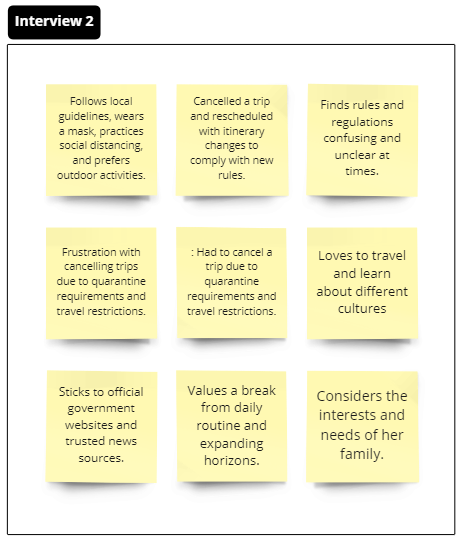 Interview 2
Follows local
guidelines, wears
a mask, practices
social distancing,
and prefers
outdoor activities.
Cancelled a trip
and rescheduled
with itinerary
changes to
comply with new
rules.
Finds rules and
regulations
confusing and
unclear at
times.
Frustration with
cancelling trips
due to quarantine
requirements and
travel restrictions.
: Had to cancel a
trip due to
quarantine
requirements and
travel restrictions.
Loves to travel
and learn
about different
cultures
Sticks to official
government
websites and
trusted news
sources.
Values a break
from daily
routine and
expanding
horizons.
Considers the
interests and
needs of her
family.